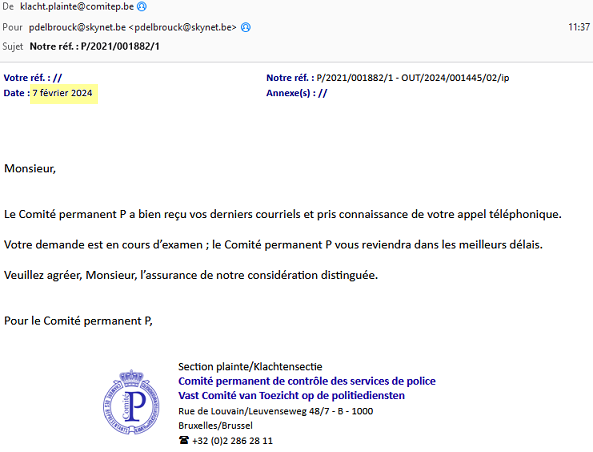 De klacht.plainte@comitep.be
Pour pdelbrouck@skynet.be <pdelbrouck@skynet.be>
11:37
Sujet Notre réf. : P/2021/001882/1
Votre réf. : //
Notre réf. : P/2021/001882/1 - OUT/2024/001445/02/ip
Date : 7 février 2024
Annexe(s) : //
Monsieur,
Le Comité permanent P a bien reçu vos derniers courriels et pris connaissance de votre appel téléphonique.
Votre demande est en cours d’examen ; le Comité permanent P vous reviendra dans les meilleurs délais.
Veuillez agréer, Monsieur, l’assurance de notre considération distinguée.
Pour le Comité permanent P,
Comité P
Section plainte/Klachtensectie
Comité permanent de contrôle des services de police
Vast Comité van Toezicht op de politiediensten
Rue de Louvain/Leuvenseweg 48/7 - B - 1000
Bruxelles/Brussel
☎ +32 (0)2 286 28 11